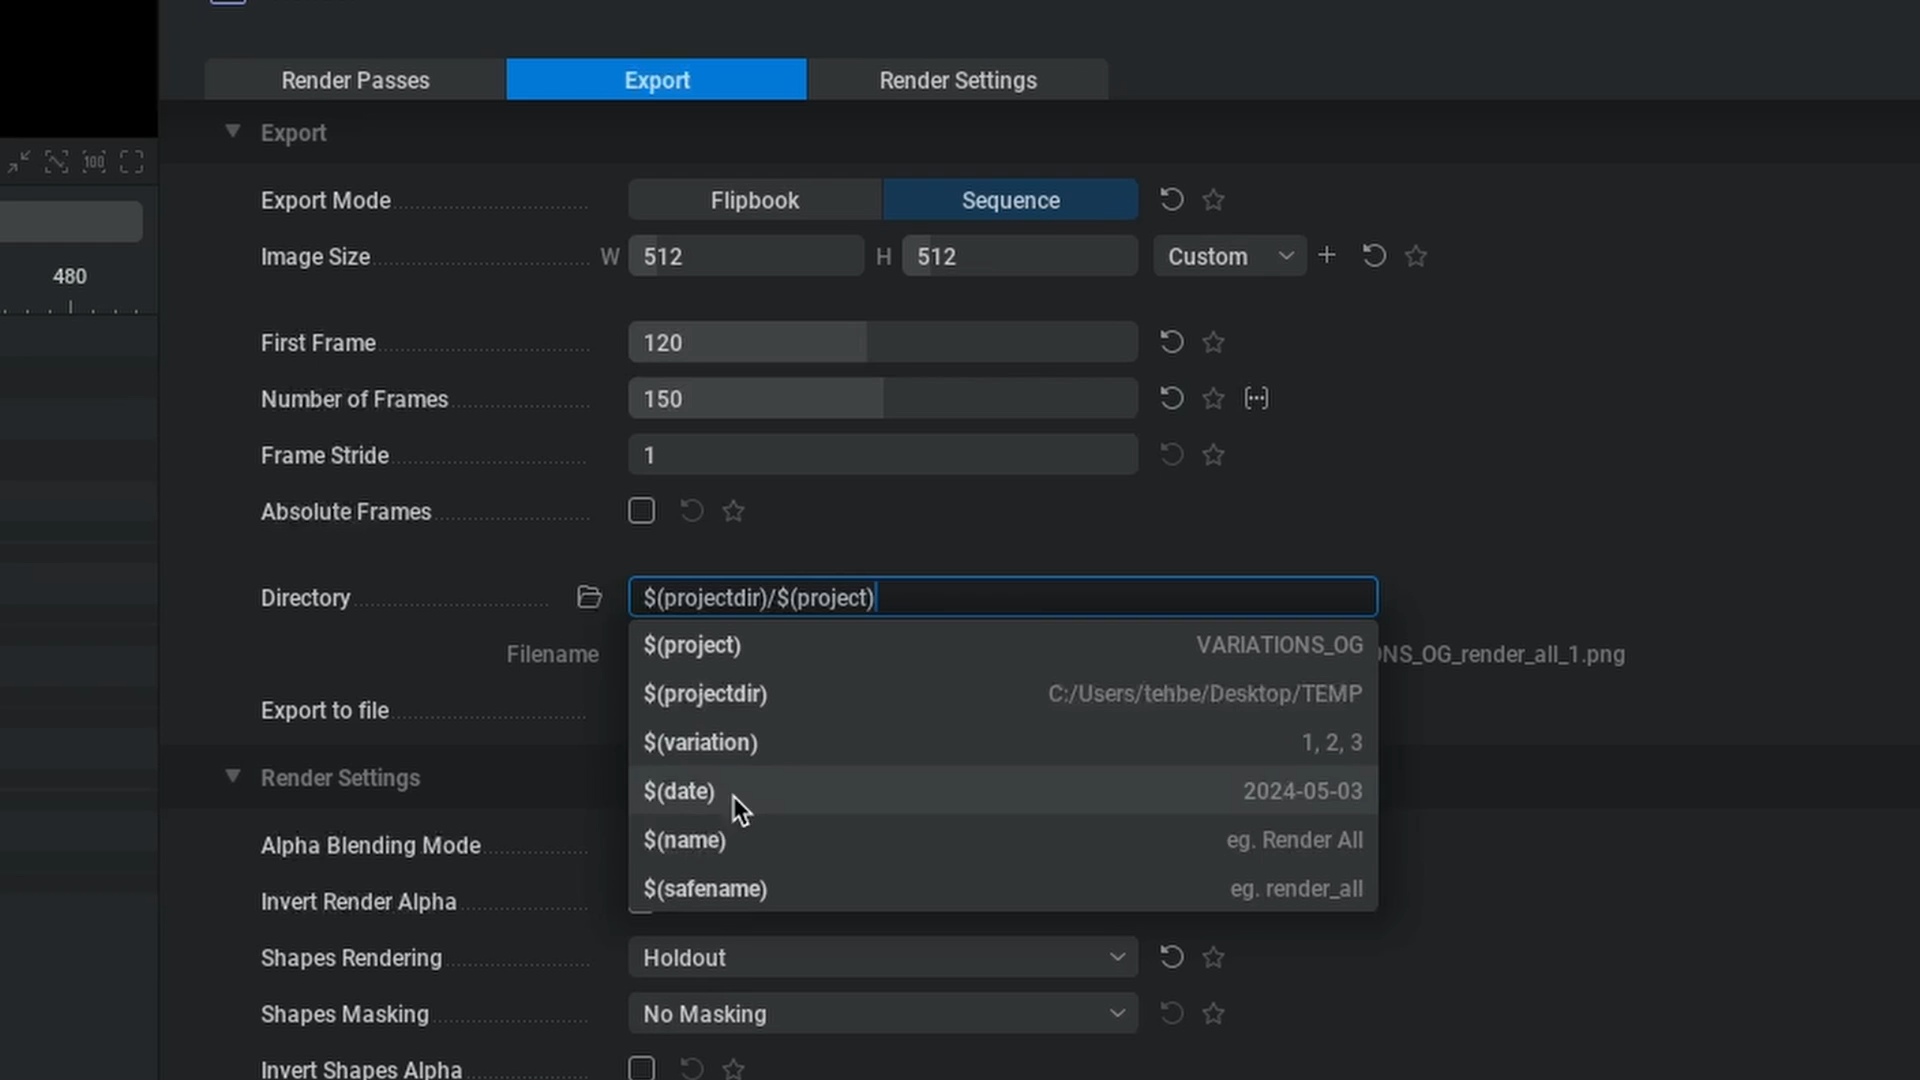 Render Passes Export Render Settings
Export
Export Mode Flipbook Sequence
100
Image Size W 512 H 512 Custom
480
First Frame 120
Number of Frames 150
Frame Stride 1
Absolute Frames
Directory $(projectdir)/$(project)
$(project) VARIATIONS_OG
Filename NS_OG_render_all_1.png
$(projectdir) C:/Users/tehbe/Desktop/TEMP
Export to file
$(variation) 1, 2, 3
Render Settings
$(date) 2024-05-03
$(name) eg. Render All
Alpha Blending Mode
$(safename) eg. render_all
Invert Render Alpha
Shapes Rendering Holdout
Shapes Masking No Masking
Invert Shapes Alpha